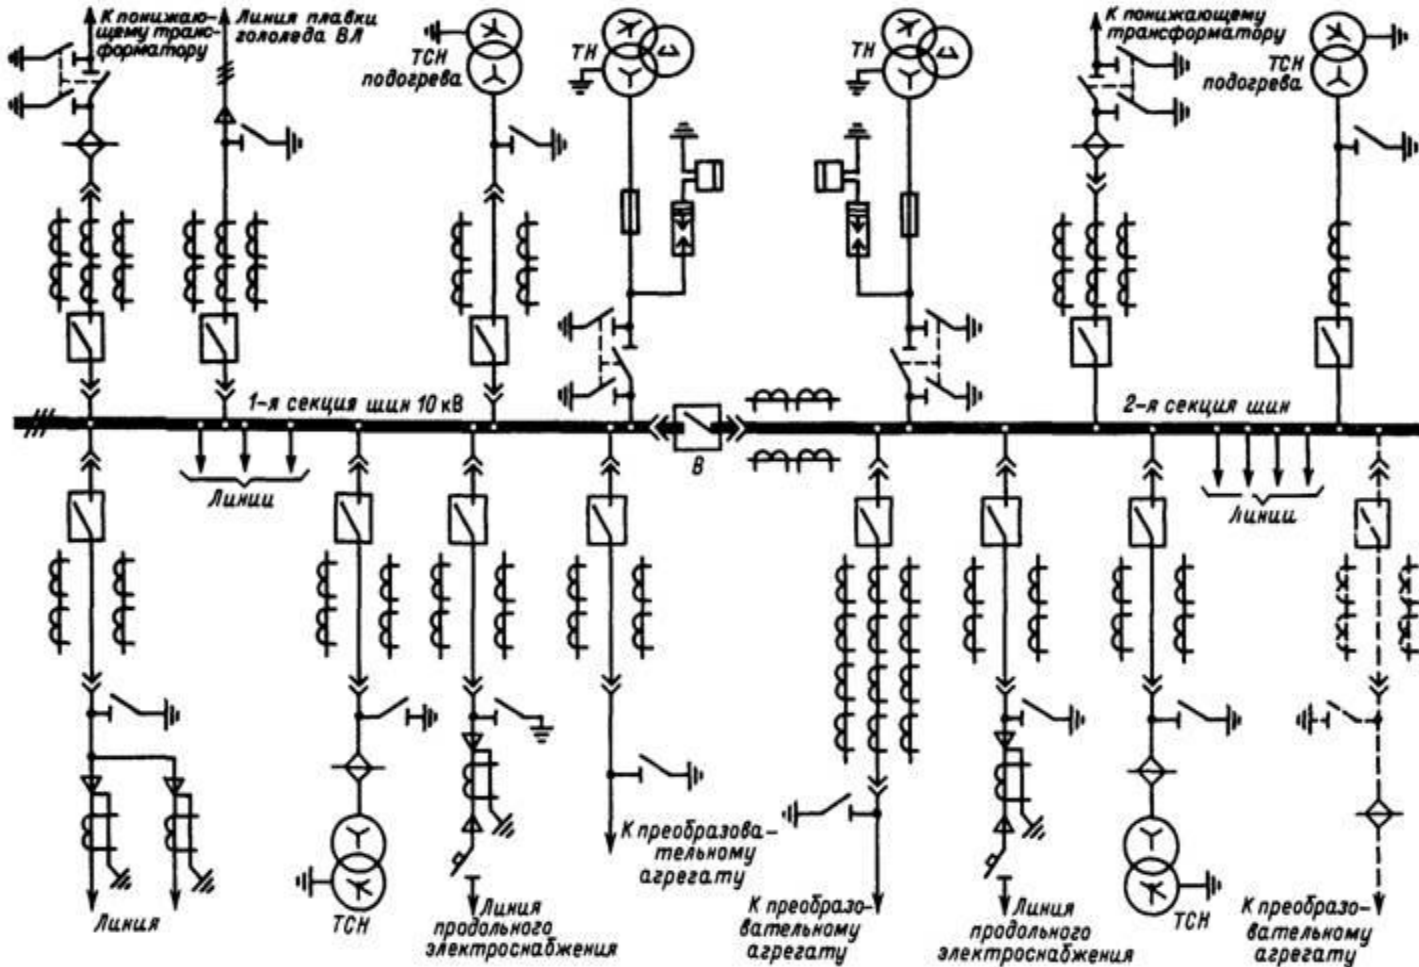 К понижаю-
щему транс-
форматору
Линия плавки
гололеда ВЛ
ТСН
подогрева
ТН
ТН
К понижающему
трансформатору
ТСН
подогрева
1-я секция шин 10 кВ
2-я секция шин
В
Линии
Линии
Линия
ТСН
Линия
продольного
электроснабжения
К преобразова-
тельному
агрегату
К преобразо-
вательному
агрегату
Линия
продольного
электроснабжения
ТСН
К преобразо-
вательному
агрегату